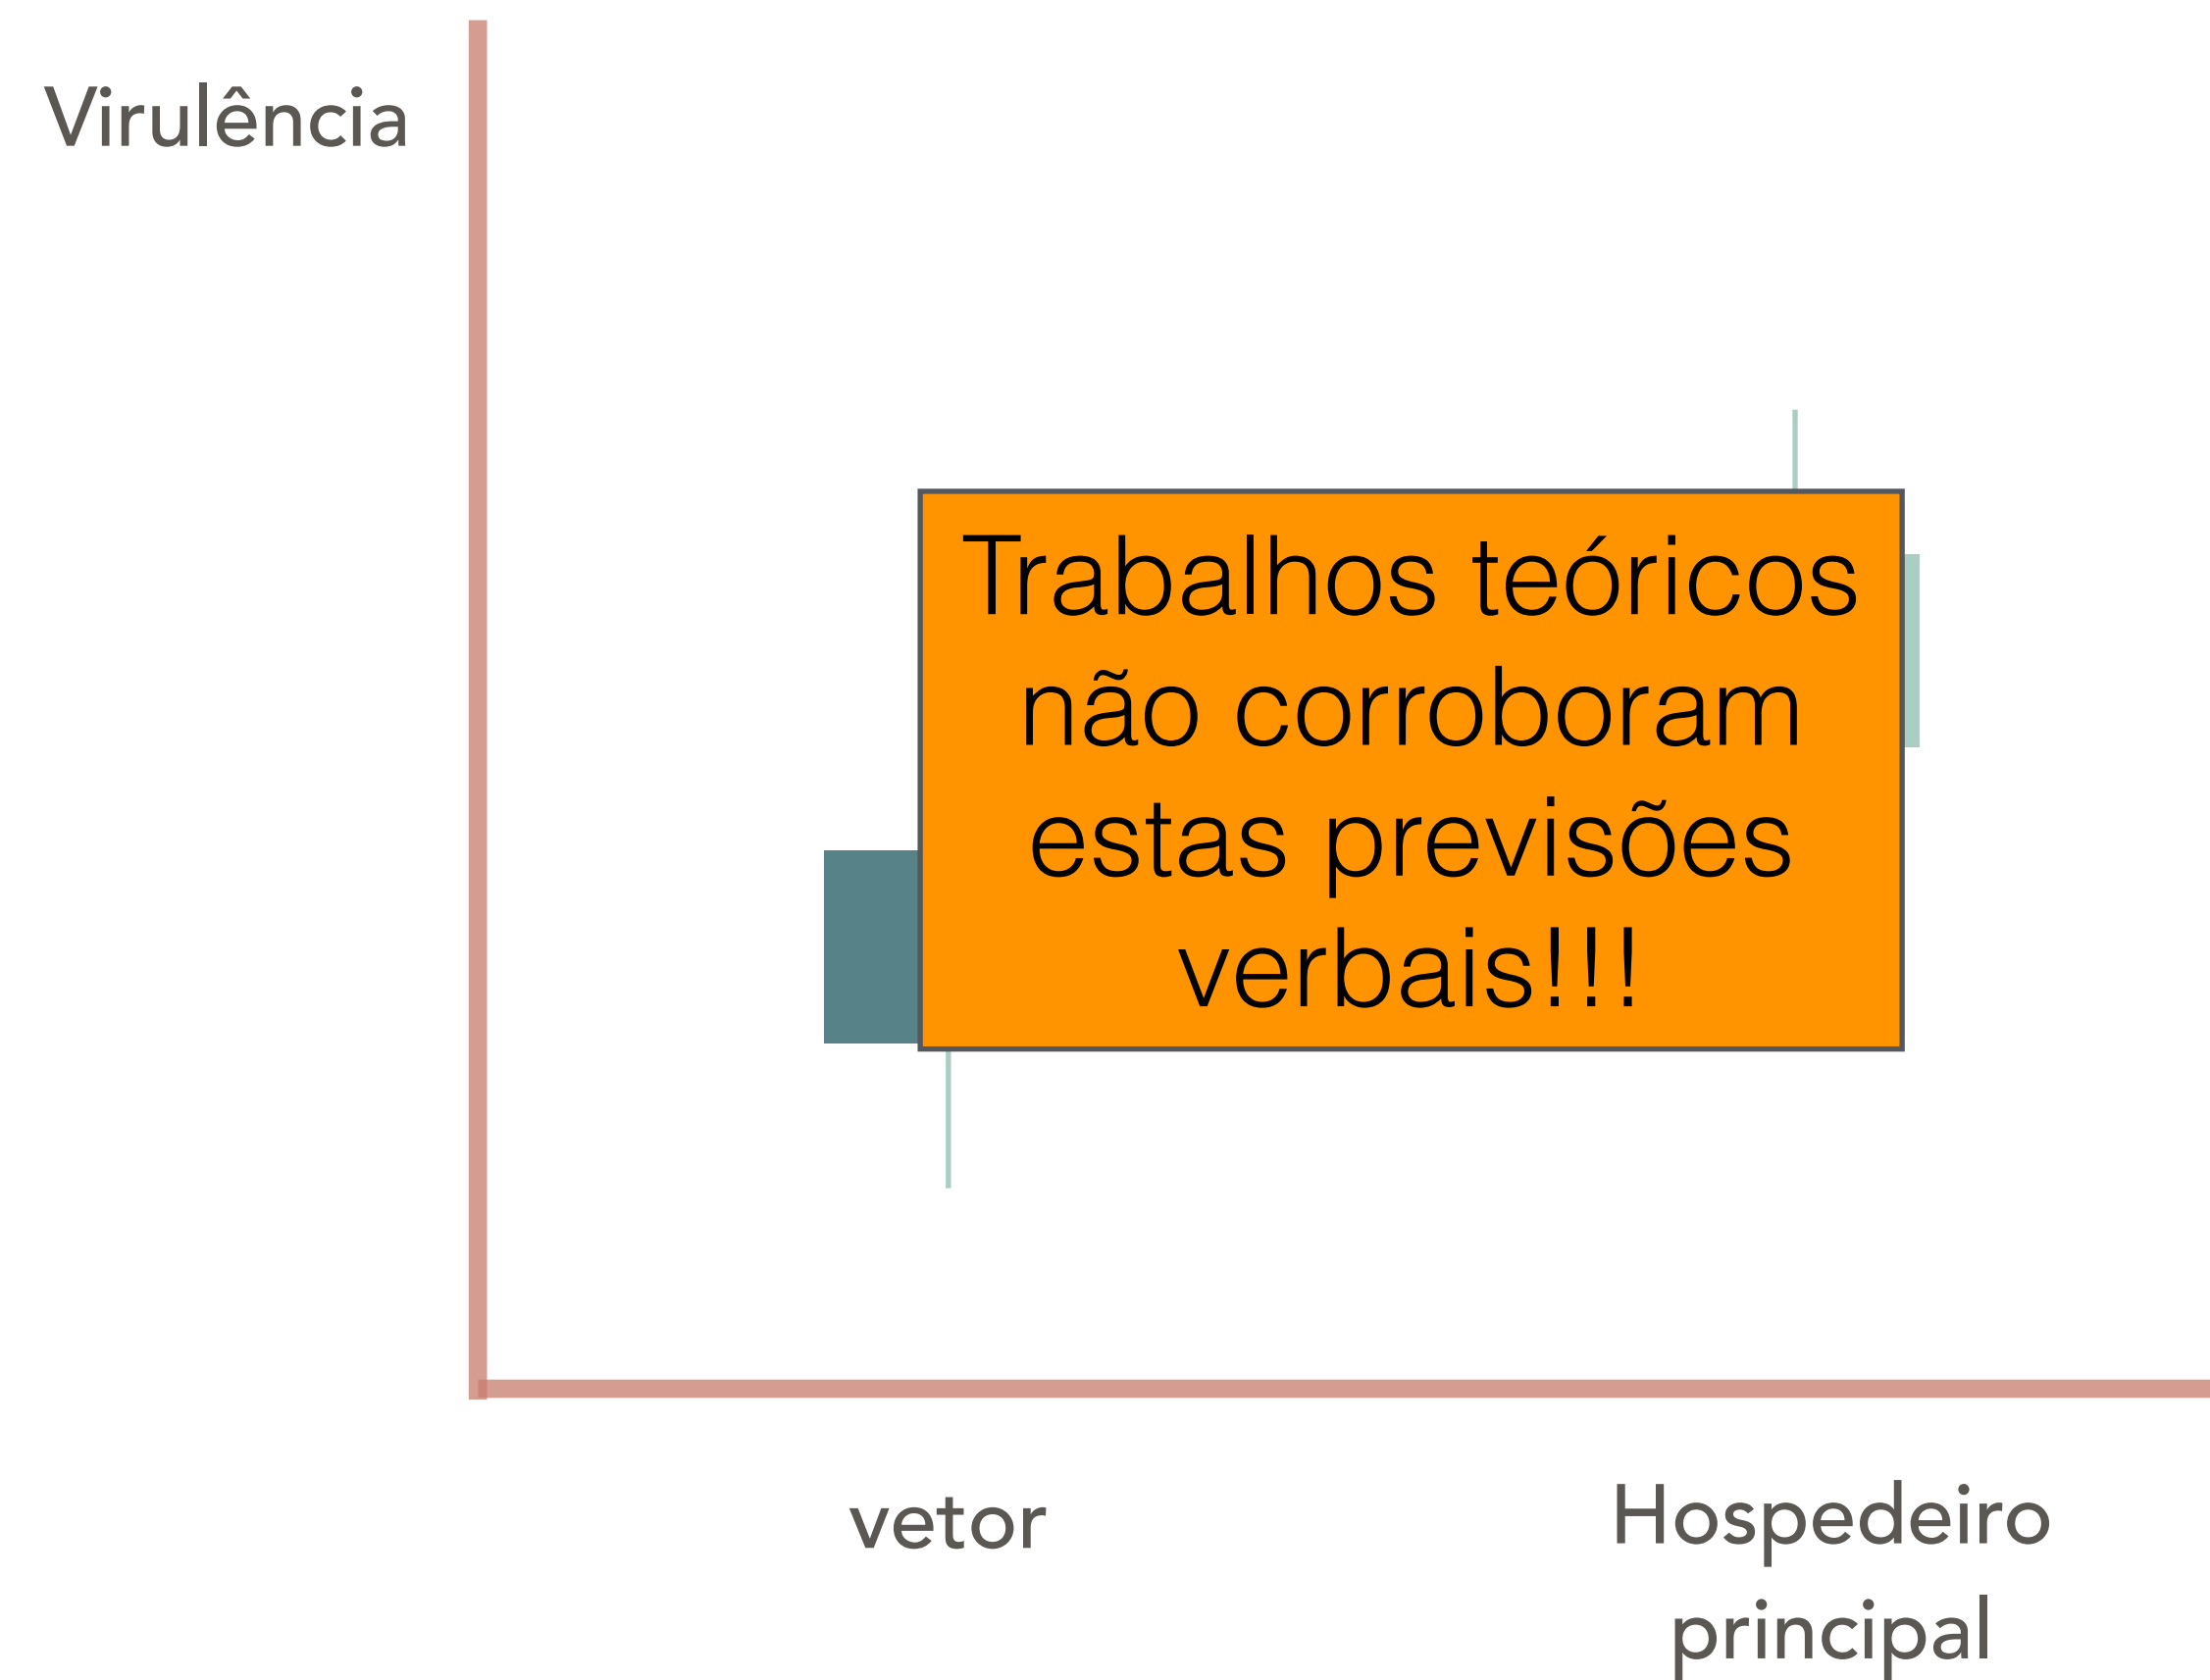 Virulência
Trabalhos teóricos
não corroboram
estas previsões
verbais!!!
vetor
Hospedeiro
principal